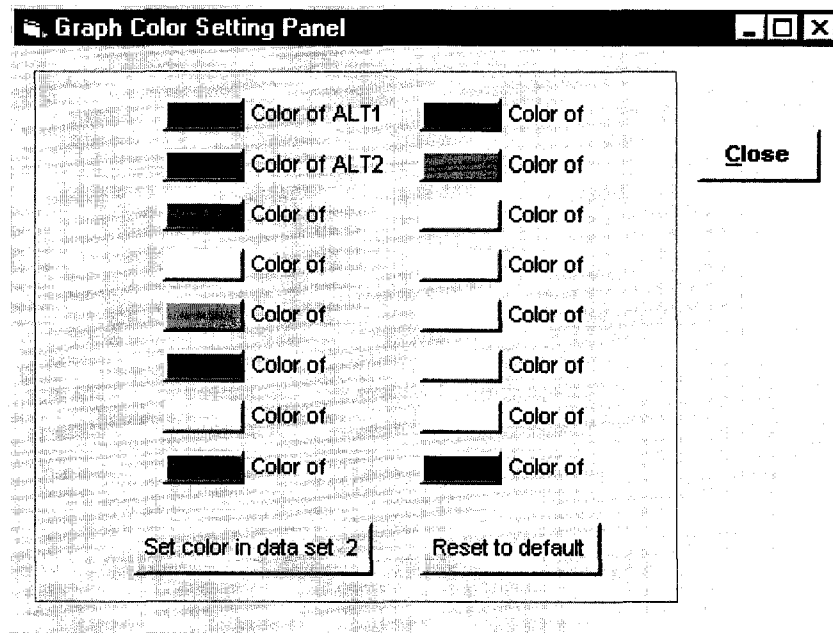 Graph Color Setting Panel
Color of ALT1 Color of
Color of ALT2 Color of
Close
Color of Color of
Color of Color of
Color of Color of
Color of Color of
Color of Color of
Color of Color of
Set color in data set 2 Reset to default